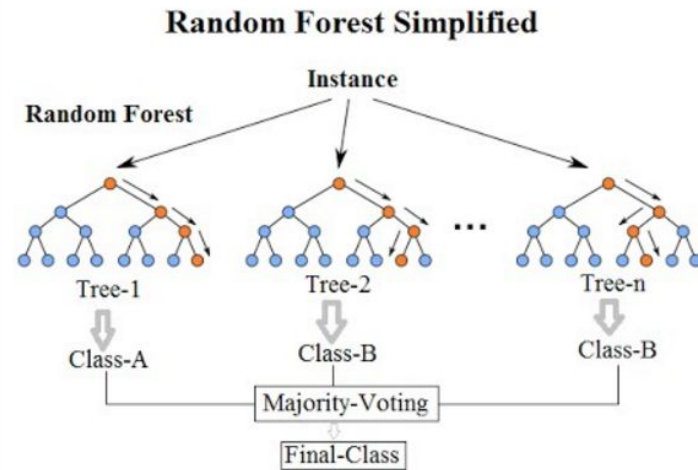 Random Forest Simplified
Instance
Random Forest
...
Tree-1
Tree-2
Tree-n
Class-A
Class-B
Class-B
Majority-Voting
Final-Class